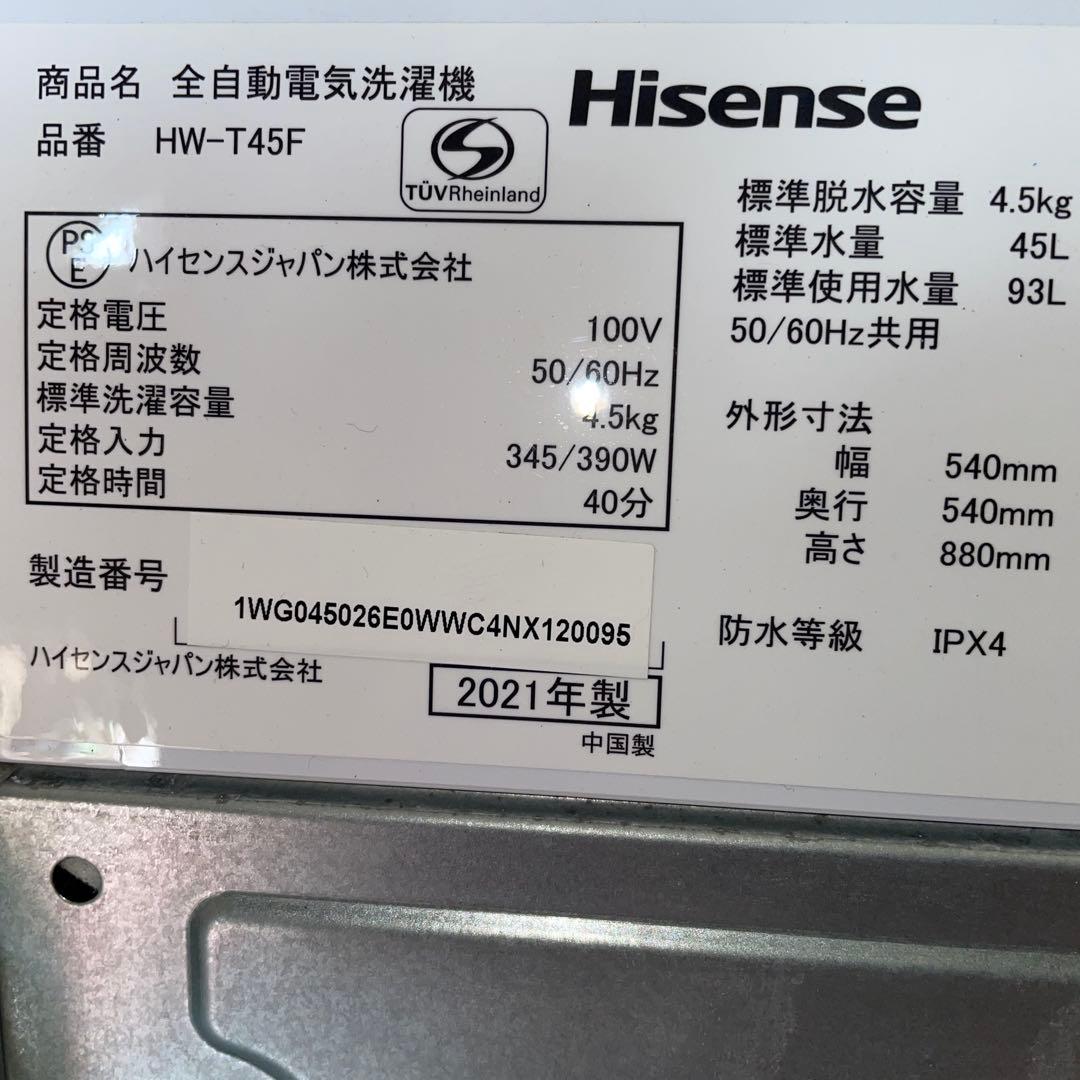 商品名 全自動電気洗濯機
Hisense
品番 HW-T45F
TÜVRheinland
PS
E
ハイセンスジャパン株式会社
定格電圧 100V
定格周波数 50/60Hz
標準洗濯容量 4.5kg
定格入力 345/390W
定格時間 40分
標準脱水容量 4.5kg
標準水量 45L
標準使用水量 93L
50/60Hz共用
外形寸法
幅 540mm
奥行 540mm
高さ 880mm
防水等級 IPX4
製造番号 1WG045026E0WWC4NX120095
ハイセンスジャパン株式会社
2021年製
中国製